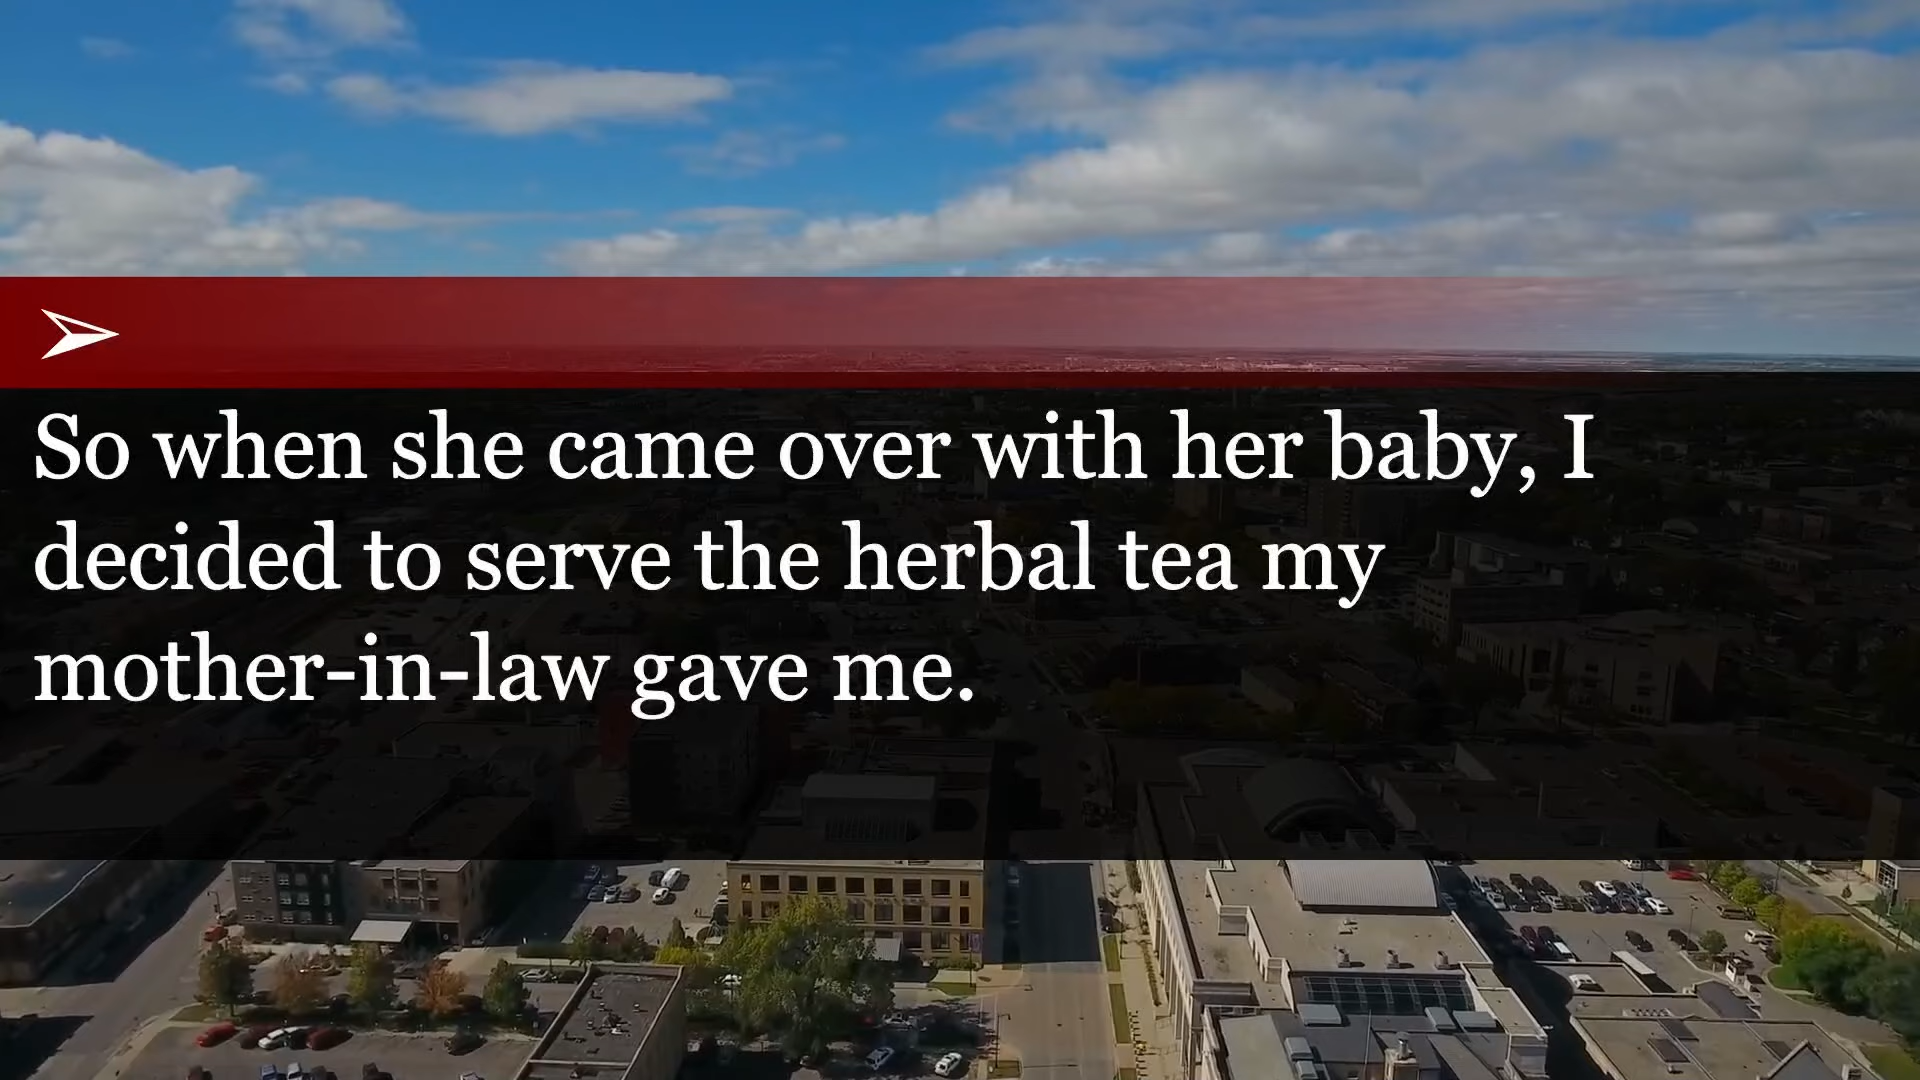 So when she came over with her baby, I
decided to serve the herbal tea my
mother-in-law gave me.